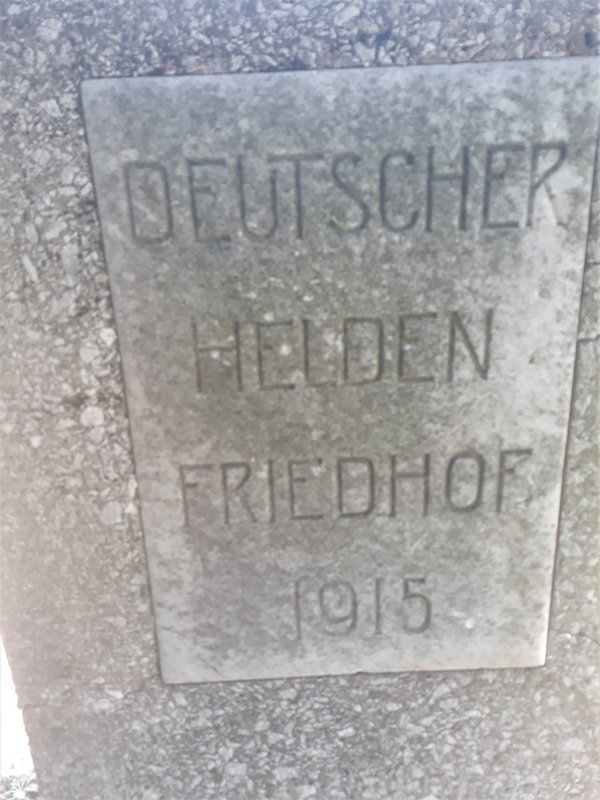 DEUTSCHER
HELDEN
FRIEDHOF
1915